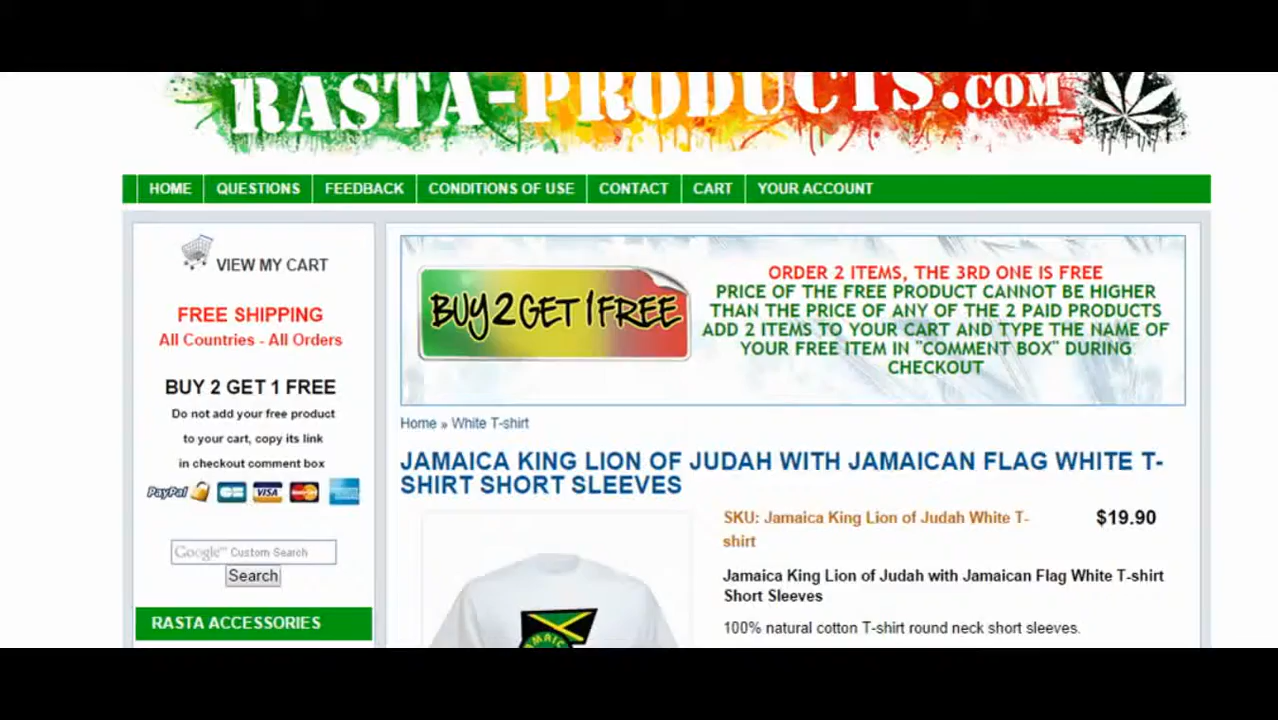 RASTA-PRODUCTS.COM
HOME QUESTIONS FEEDBACK CONDITIONS OF USE CONTACT CART YOUR ACCOUNT
VIEW MY CART
FREE SHIPPING
All Countries - All Orders
BUY 2 GET 1 FREE
Do not add your free product
to your cart, copy its link
in checkout comment box
PayPal VISA
Google™ Custom Search
Search
RASTA ACCESSORIES
BUY 2 GET 1 FREE
ORDER 2 ITEMS, THE 3RD ONE IS FREE
PRICE OF THE FREE PRODUCT CANNOT BE HIGHER
THAN THE PRICE OF ANY OF THE 2 PAID PRODUCTS
ADD 2 ITEMS TO YOUR CART AND TYPE THE NAME OF
YOUR FREE ITEM IN "COMMENT BOX" DURING
CHECKOUT
Home » White T-shirt
JAMAICA KING LION OF JUDAH WITH JAMAICAN FLAG WHITE T-
SHIRT SHORT SLEEVES
SKU: Jamaica King Lion of Judah White T-
shirt
$19.90
Jamaica King Lion of Judah with Jamaican Flag White T-shirt
Short Sleeves
100% natural cotton T-shirt round neck short sleeves.